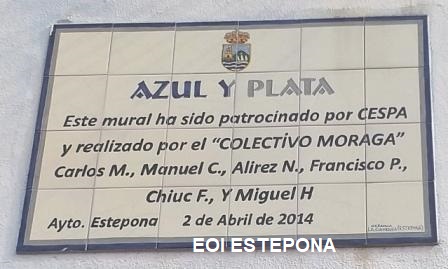 AZUL Y PLATA
Este mural ha sido patrocinado por CESPA
y realizado por el "COLECTIVO MORAGA"
Carlos M., Manuel C., Alirez N., Francisco P.,
Chiuc F., Y Miguel H
Ayto. Estepona 2 de Abril de 2014
(ESTEPONA)
EOI ESTEPONA